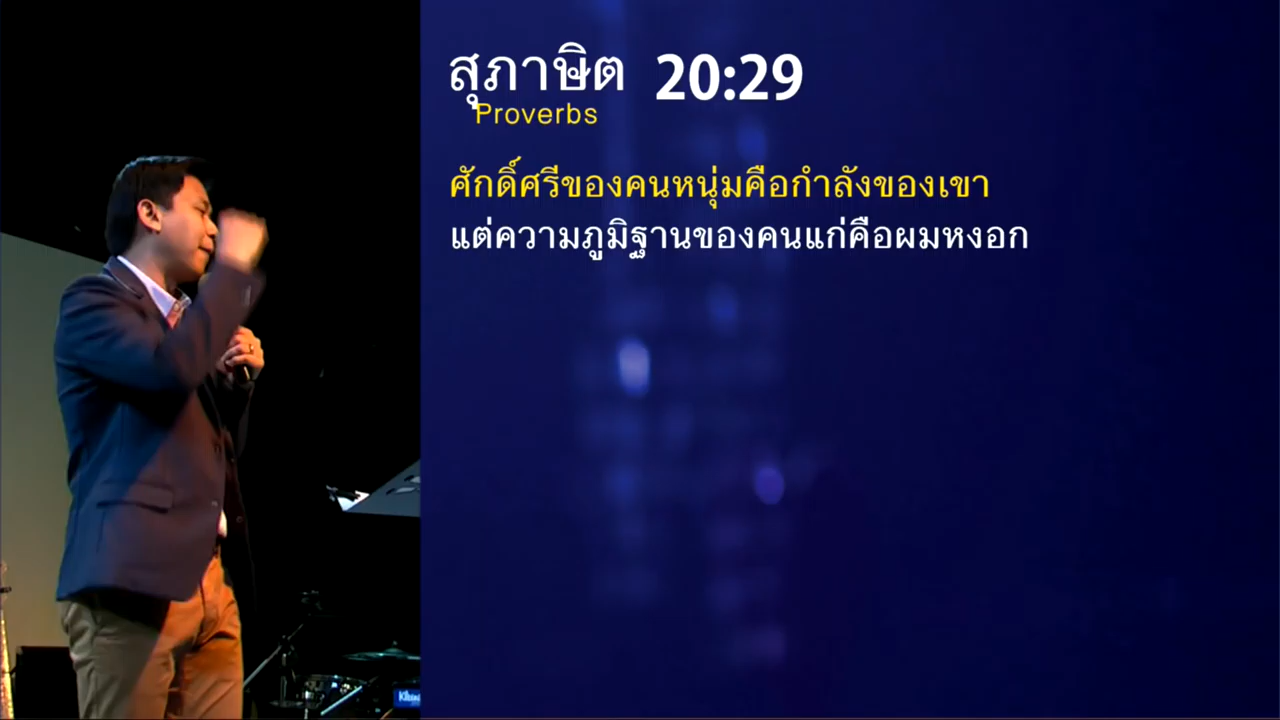 สุภาษิต 20:29
Proverbs
ศักดิ์ศรีของคนหนุ่มคือกำลังของเขา
แต่ความภูมิฐานของคนแก่คือผมหงอก